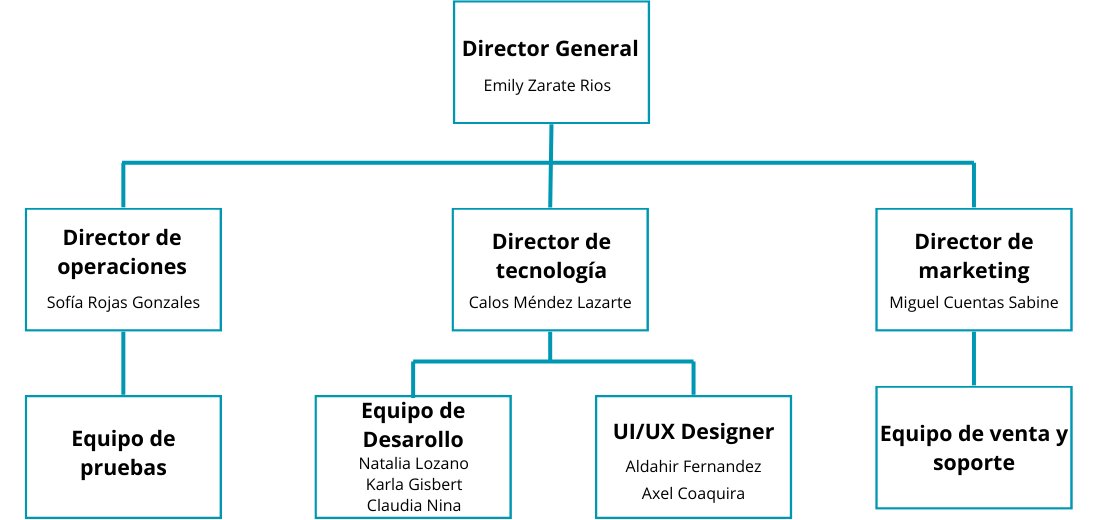 Director General
Emily Zarate Rios
Director de
operaciones
Sofía Rojas Gonzales
Director de
tecnología
Calos Méndez Lazarte
Director de
marketing
Miguel Cuentas Sabine
Equipo de
pruebas
Equipo de
Desarollo
Natalia Lozano
Karla Gisbert
Claudia Nina
UI/UX Designer
Aldahir Fernandez
Axel Coaquira
Equipo de venta y
soporte